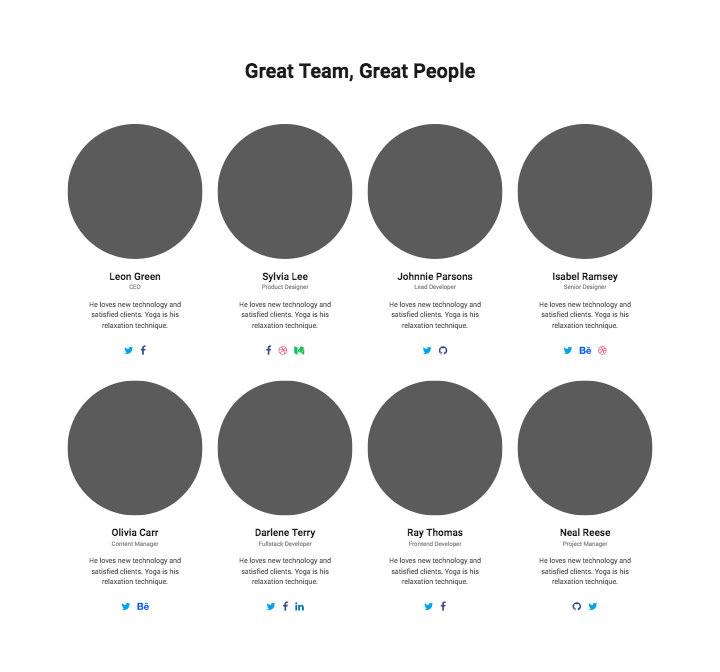 Great Team, Great People
Leon Green
CEO
He loves new technology and
satisfied clients. Yoga is his
relaxation technique.
Sylvia Lee
Product Designer
He loves new technology and
satisfied clients. Yoga is his
relaxation technique.
Johnnie Parsons
Lead Developer
He loves new technology and
satisfied clients. Yoga is his
relaxation technique.
Isabel Ramsey
Senior Designer
He loves new technology and
satisfied clients. Yoga is his
relaxation technique.
Bē
Olivia Carr
Content Manager
He loves new technology and
satisfied clients. Yoga is his
relaxation technique.
Bē
Darlene Terry
Fullstack Developer
He loves new technology and
satisfied clients. Yoga is his
relaxation technique.
in
Ray Thomas
Frontend Developer
He loves new technology and
satisfied clients. Yoga is his
relaxation technique.
Neal Reese
Project Manager
He loves new technology and
satisfied clients. Yoga is his
relaxation technique.